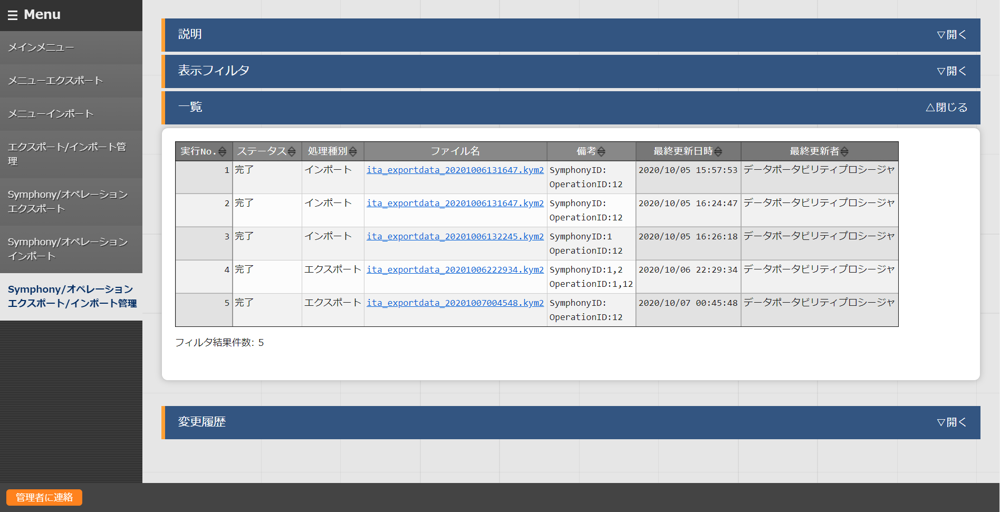 Menu
メインメニュー
メニューエクスポート
メニューインポート
エクスポート/インポート管
理
Symphony/オペレーション
エクスポート
Symphony/オペレーション
インポート
Symphony/オペレーション
エクスポート/インポート管理
説明 ▽開く
表示フィルタ ▽開く
一覧 △閉じる
実行No. ステータス 処理種別 ファイル名 備考 最終更新日時 最終更新者
1 完了 インポート ita_exportdata_20201006131647.kym2 SymphonyID: 2020/10/05 15:57:53 データポータビリティプロシージャ
OperationID:12
2 完了 インポート ita_exportdata_20201006131647.kym2 SymphonyID: 2020/10/05 16:24:47 データポータビリティプロシージャ
OperationID:12
3 完了 インポート ita_exportdata_20201006132245.kym2 SymphonyID:1 2020/10/05 16:26:18 データポータビリティプロシージャ
OperationID:12
4 完了 エクスポート ita_exportdata_20201006222934.kym2 SymphonyID:1,2 2020/10/06 22:29:34 データポータビリティプロシージャ
OperationID:1,12
5 完了 エクスポート ita_exportdata_20201007004548.kym2 SymphonyID: 2020/10/07 00:45:48 データポータビリティプロシージャ
OperationID:12
フィルタ結果件数: 5
変更履歴 ▽開く
管理者に連絡